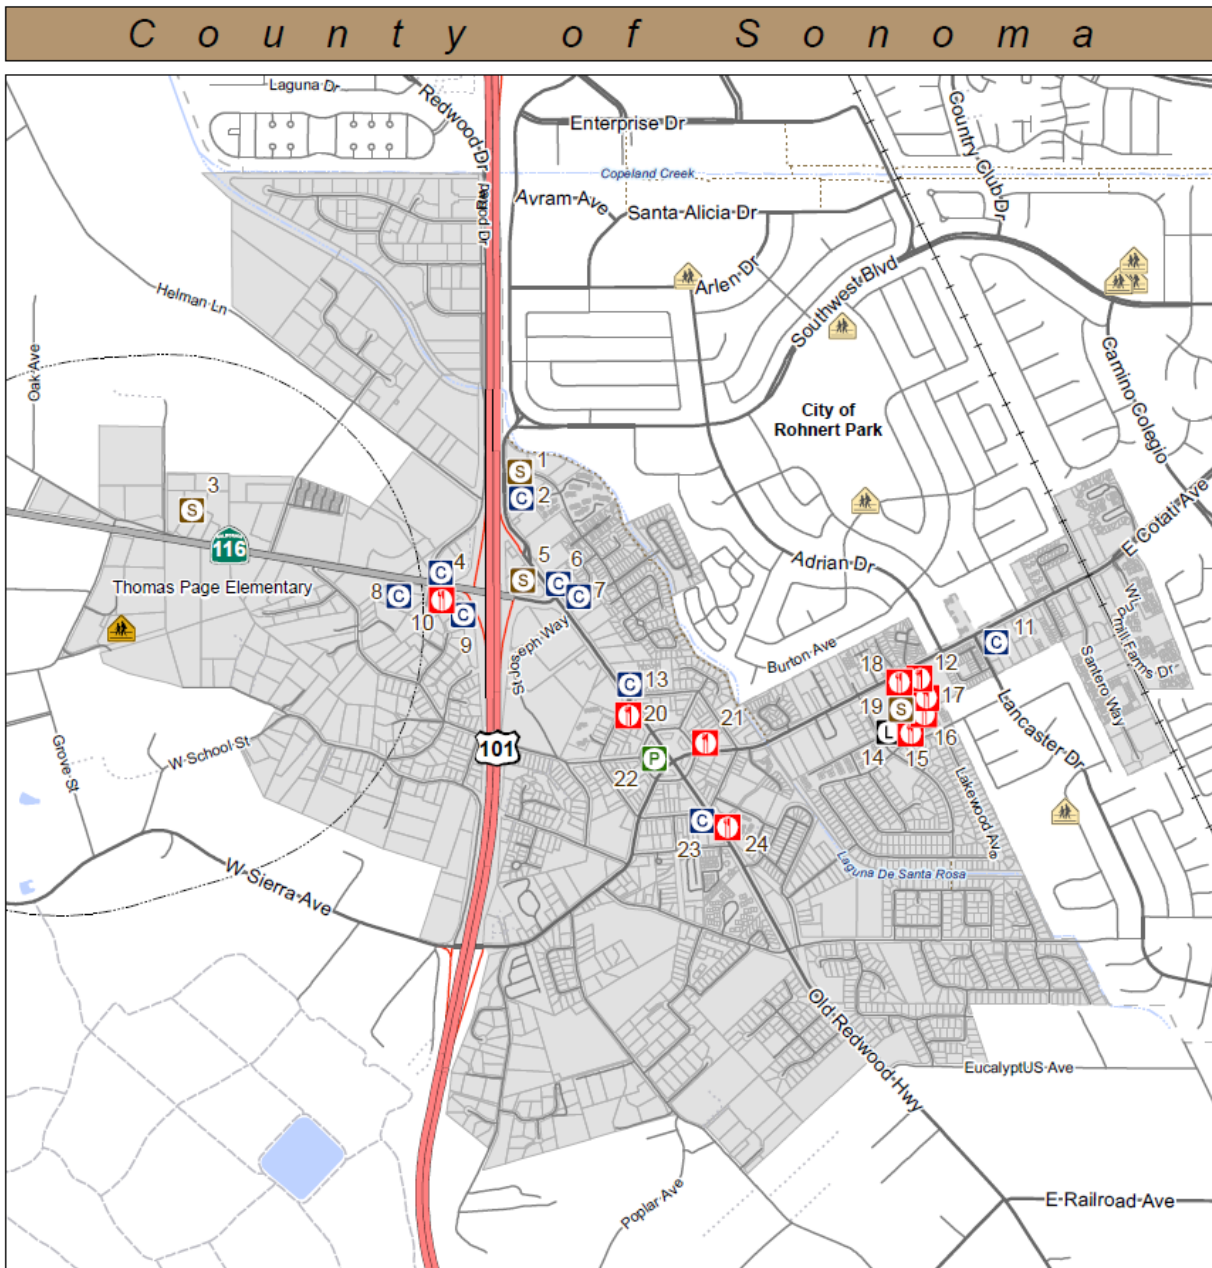 County of Sonoma
Laguna Dr
Redwood Dr
Enterprise Dr
Country Club Dr
Copeland Creek
Avram Ave
Santa Alicia Dr
Arlen Dr
Southwest Blvd
Helman Ln
Oak Ave
Camino Colegio
City of
Rohnert Park
1
S
C
2
3
S
E Cotati Ave
CALIFORNIA
116
4
C
5
S
6
C
7
C
Adrian Dr
Thomas Page Elementary
8
C
10
C
9
St Joseph Way
Burton Ave
11
C
Wm
Pumill Farms Dr
Santero Way
18
12
17
19
S
16
14
L
15
13
C
20
21
22
P
101
Lancaster Dr
Lakewood Ave
W School St
Grove St
C
23
24
Laguna De Santa Rosa
W Sierra Ave
Old Redwood Hwy
EucalyptUS Ave
Poplar Ave
E Railroad Ave